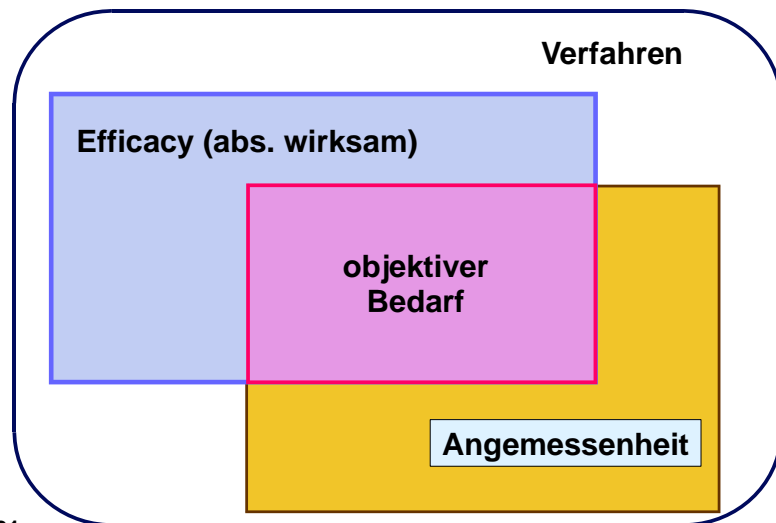 Verfahren
Efficacy (abs. wirksam)
objektiver
Bedarf
Angemessenheit